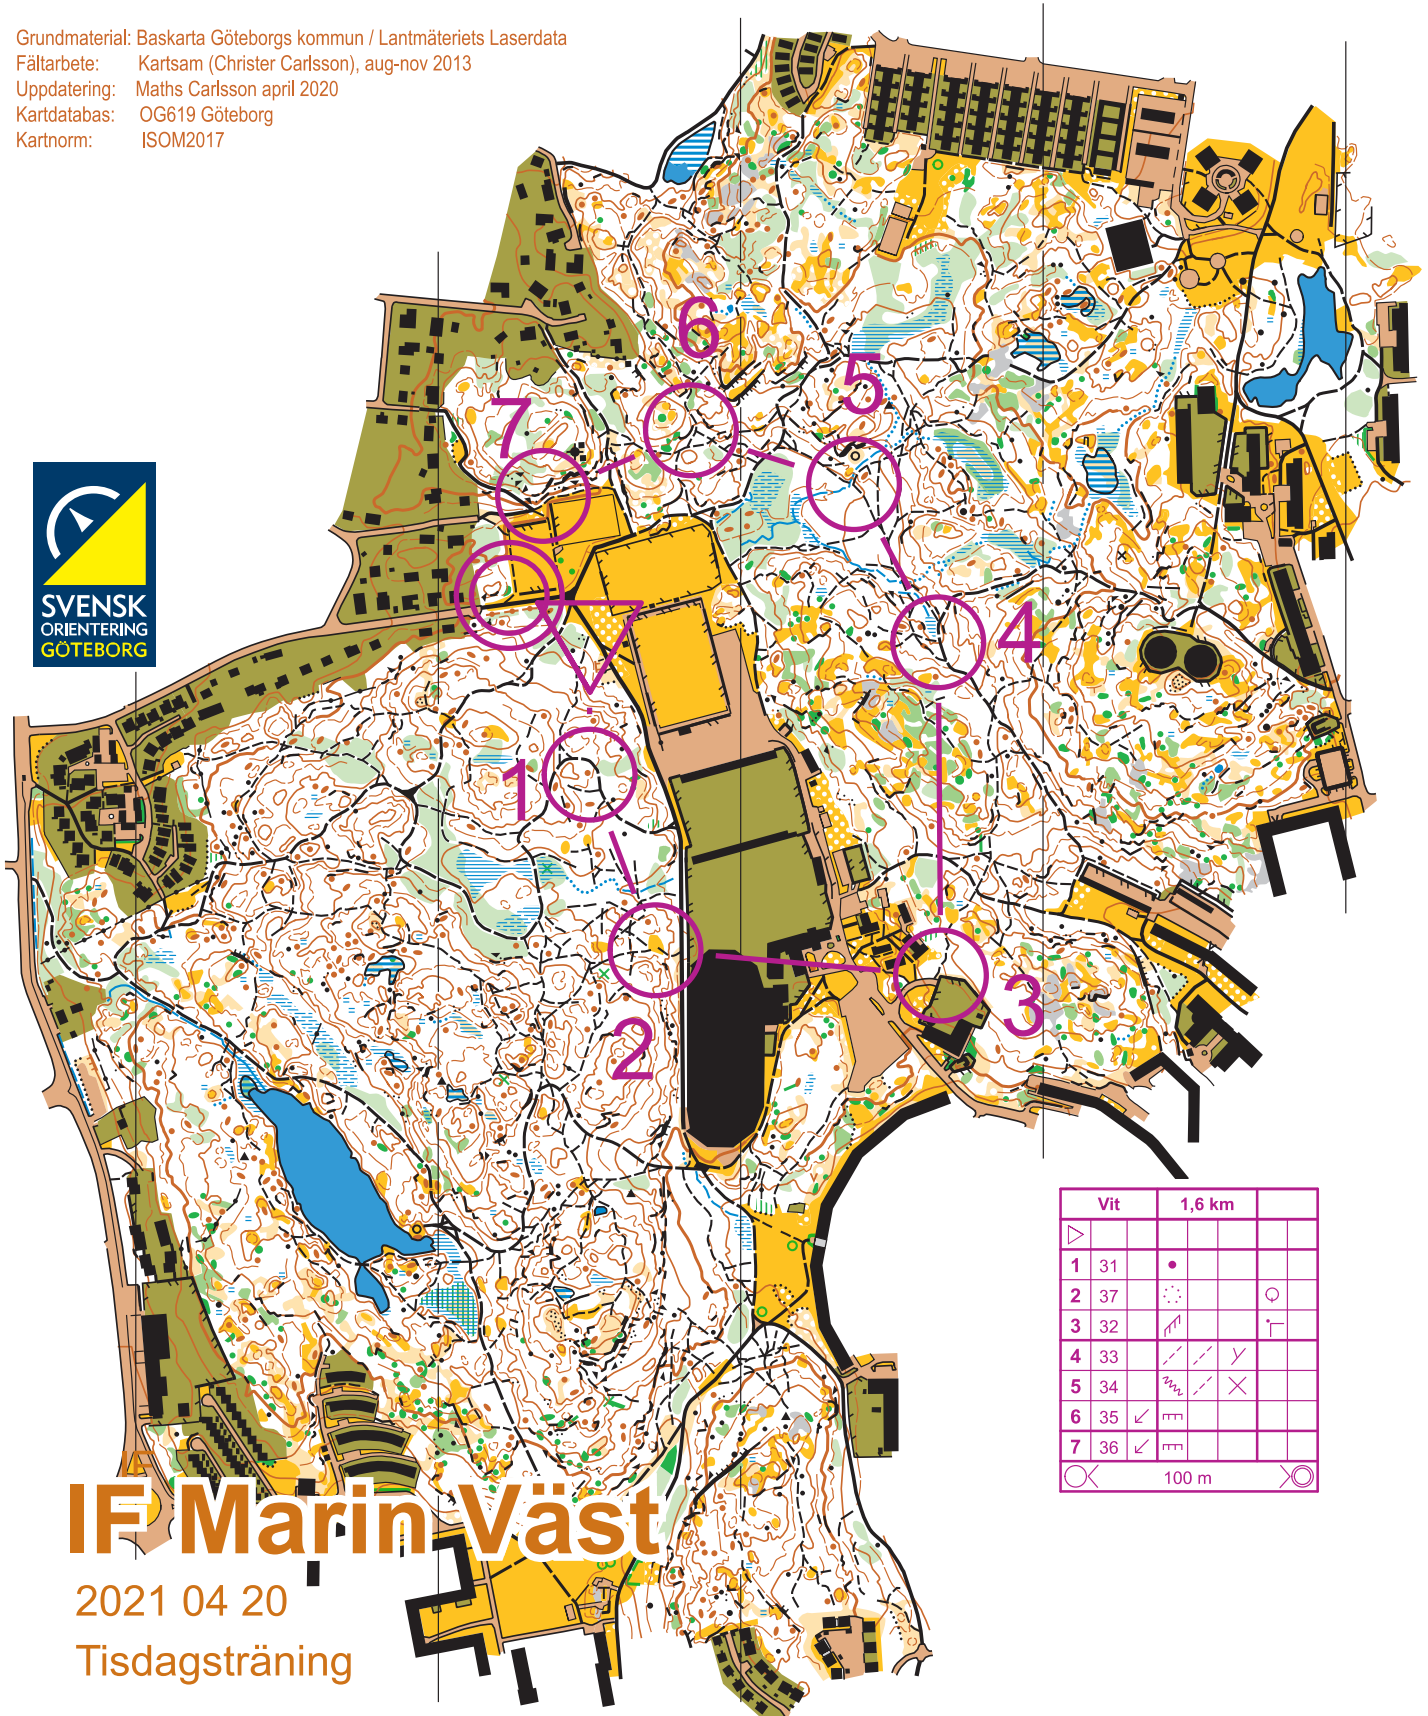 Grundmaterial: Baskarta Göteborgs kommun / Lantmäteriets Laserdata
Fältarbete: Kartsam (Christer Carlsson), aug-nov 2013
Uppdatering: Maths Carlsson april 2020
Kartdatabas: OG619 Göteborg
Kartnorm: ISOM2017
6
5
7
SVENSK
ORIENTERING
GÖTEBORG
4
1
3
2
Vit 1,6 km
1 31
2 37
3 32
4 33
5 34
6 35
7 36
100 m
IF
IF Marin Väst
2021 04 20
Tisdagsträning